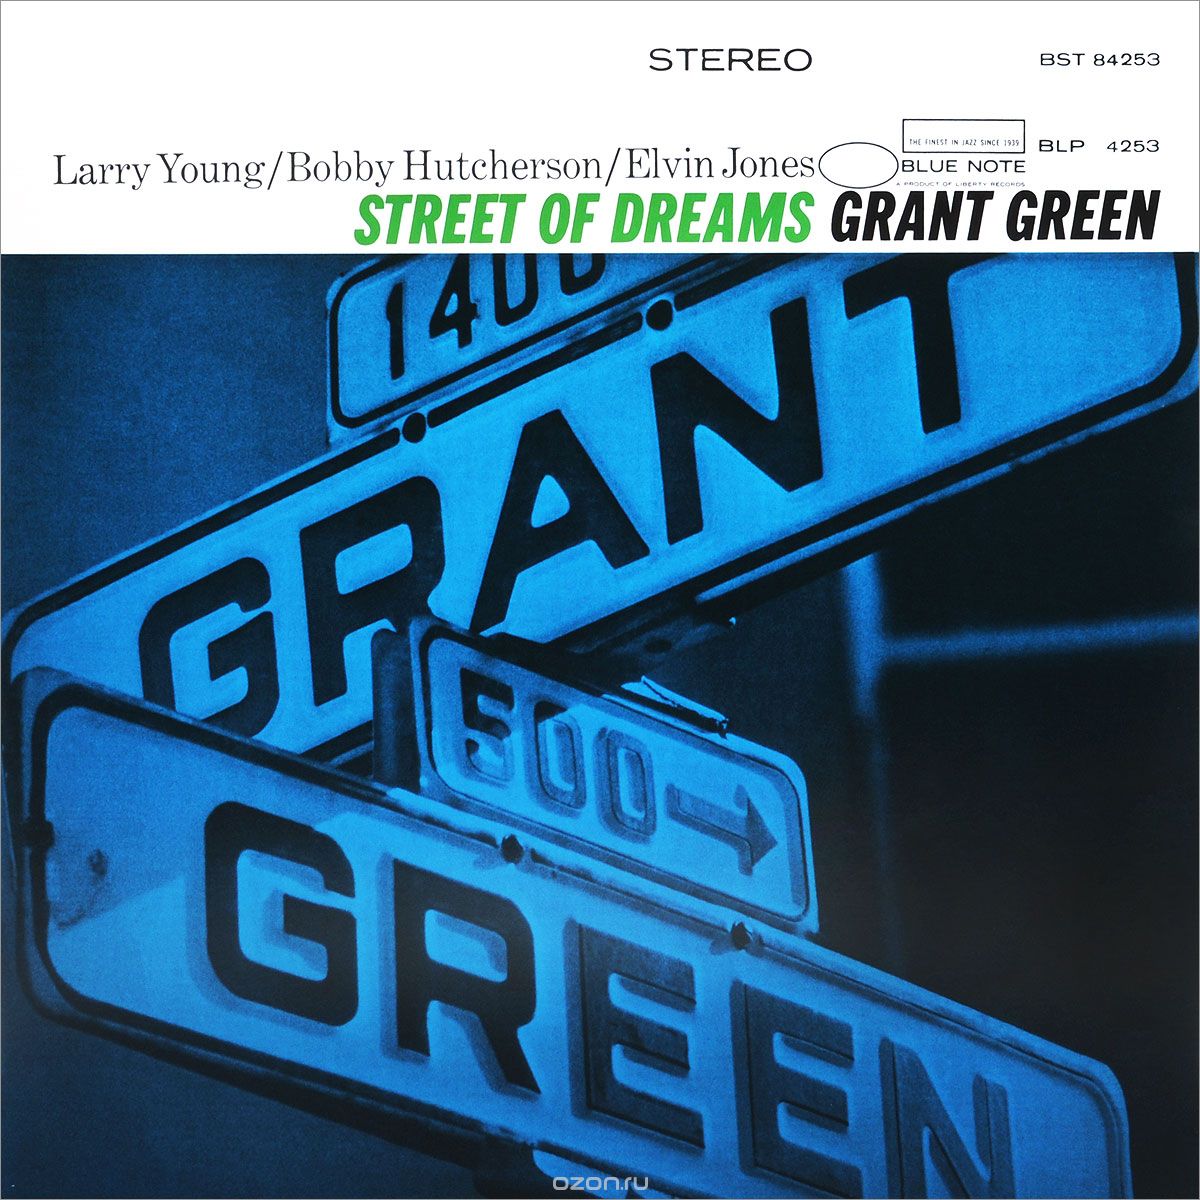 STEREO
BST 84253
THE FINEST IN JAZZ SINCE 1939
BLP 4253
Larry Young/Bobby Hutcherson/Elvin Jones
BLUE NOTE
A PRODUCT OF LIBERTY RECORDS
STREET OF DREAMS GRANT GREEN
1400
GRANT
500 →
GREEN
ozon.ru